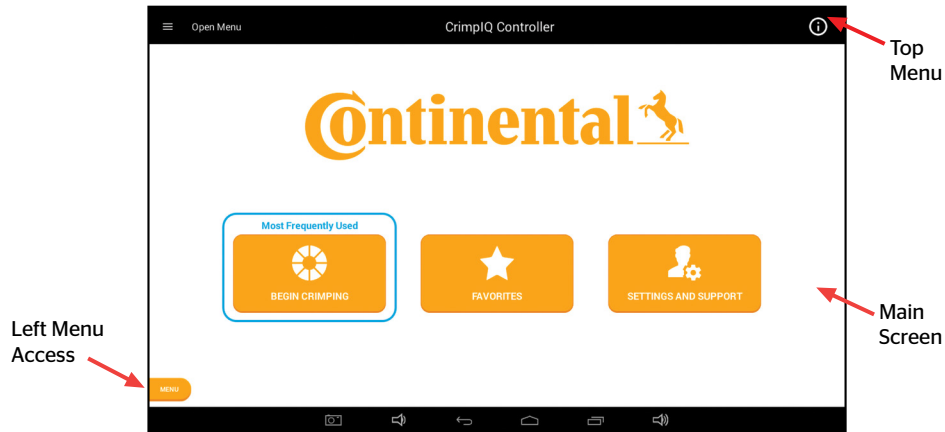 Open Menu
CrimpIQ Controller
Top
Menu
Continental
Most Frequently Used
BEGIN CRIMPING
FAVORITES
SETTINGS AND SUPPORT
Main
Screen
Left Menu
Access
MENU